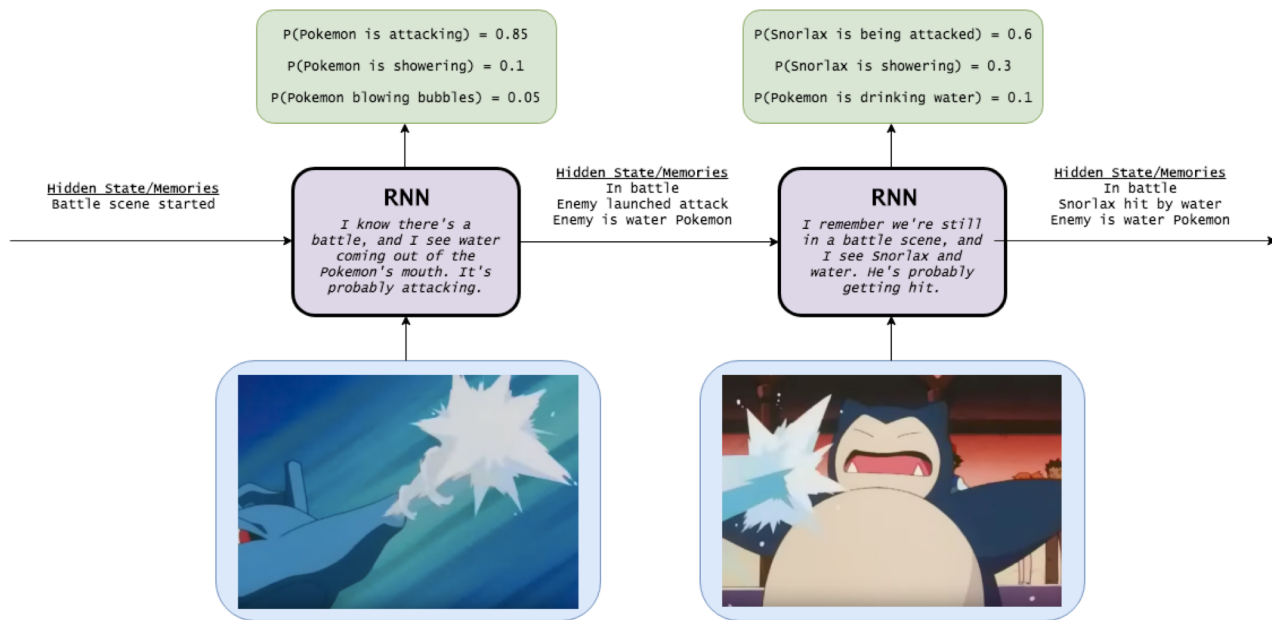 P(Pokemon is attacking) = 0.85
P(Pokemon is showering) = 0.1
P(Pokemon blowing bubbles) = 0.05
P(Snorlax is being attacked) = 0.6
P(Snorlax is showering) = 0.3
P(Pokemon is drinking water) = 0.1
Hidden State/Memories
Battle scene started
RNN
I know there's a
battle, and I see water
coming out of the
Pokemon's mouth. It's
probably attacking.
Hidden State/Memories
In battle
Enemy launched attack
Enemy is water Pokemon
RNN
I remember we're still
in a battle scene, and
I see Snorlax and
water. He's probably
getting hit.
Hidden State/Memories
In battle
Snorlax hit by water
Enemy is water Pokemon